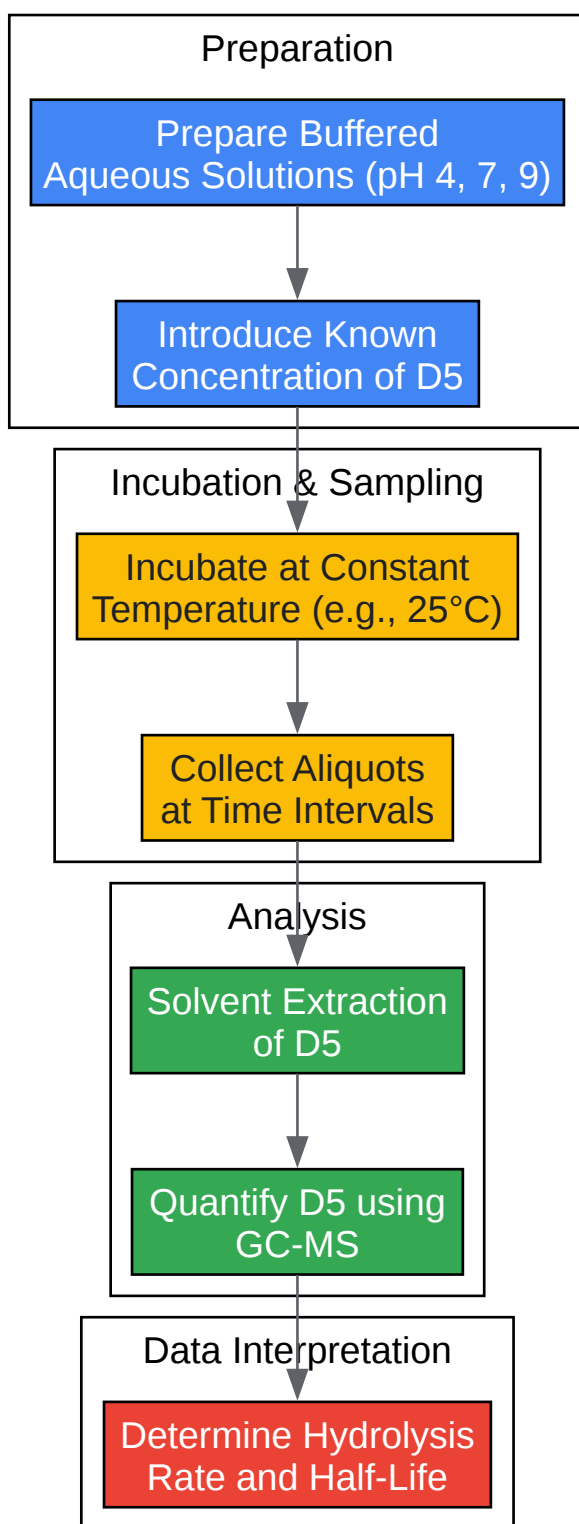 Preparation
Prepare Buffered
Aqueous Solutions (pH 4, 7, 9)
Introduce Known
Concentration of D5
Incubation & Sampling
Incubate at Constant
Temperature (e.g., 25°C)
Collect Aliquots
at Time Intervals
Analysis
Solvent Extraction
of D5
Quantify D5 using
GC-MS
Data Interpretation
Determine Hydrolysis
Rate and Half-Life